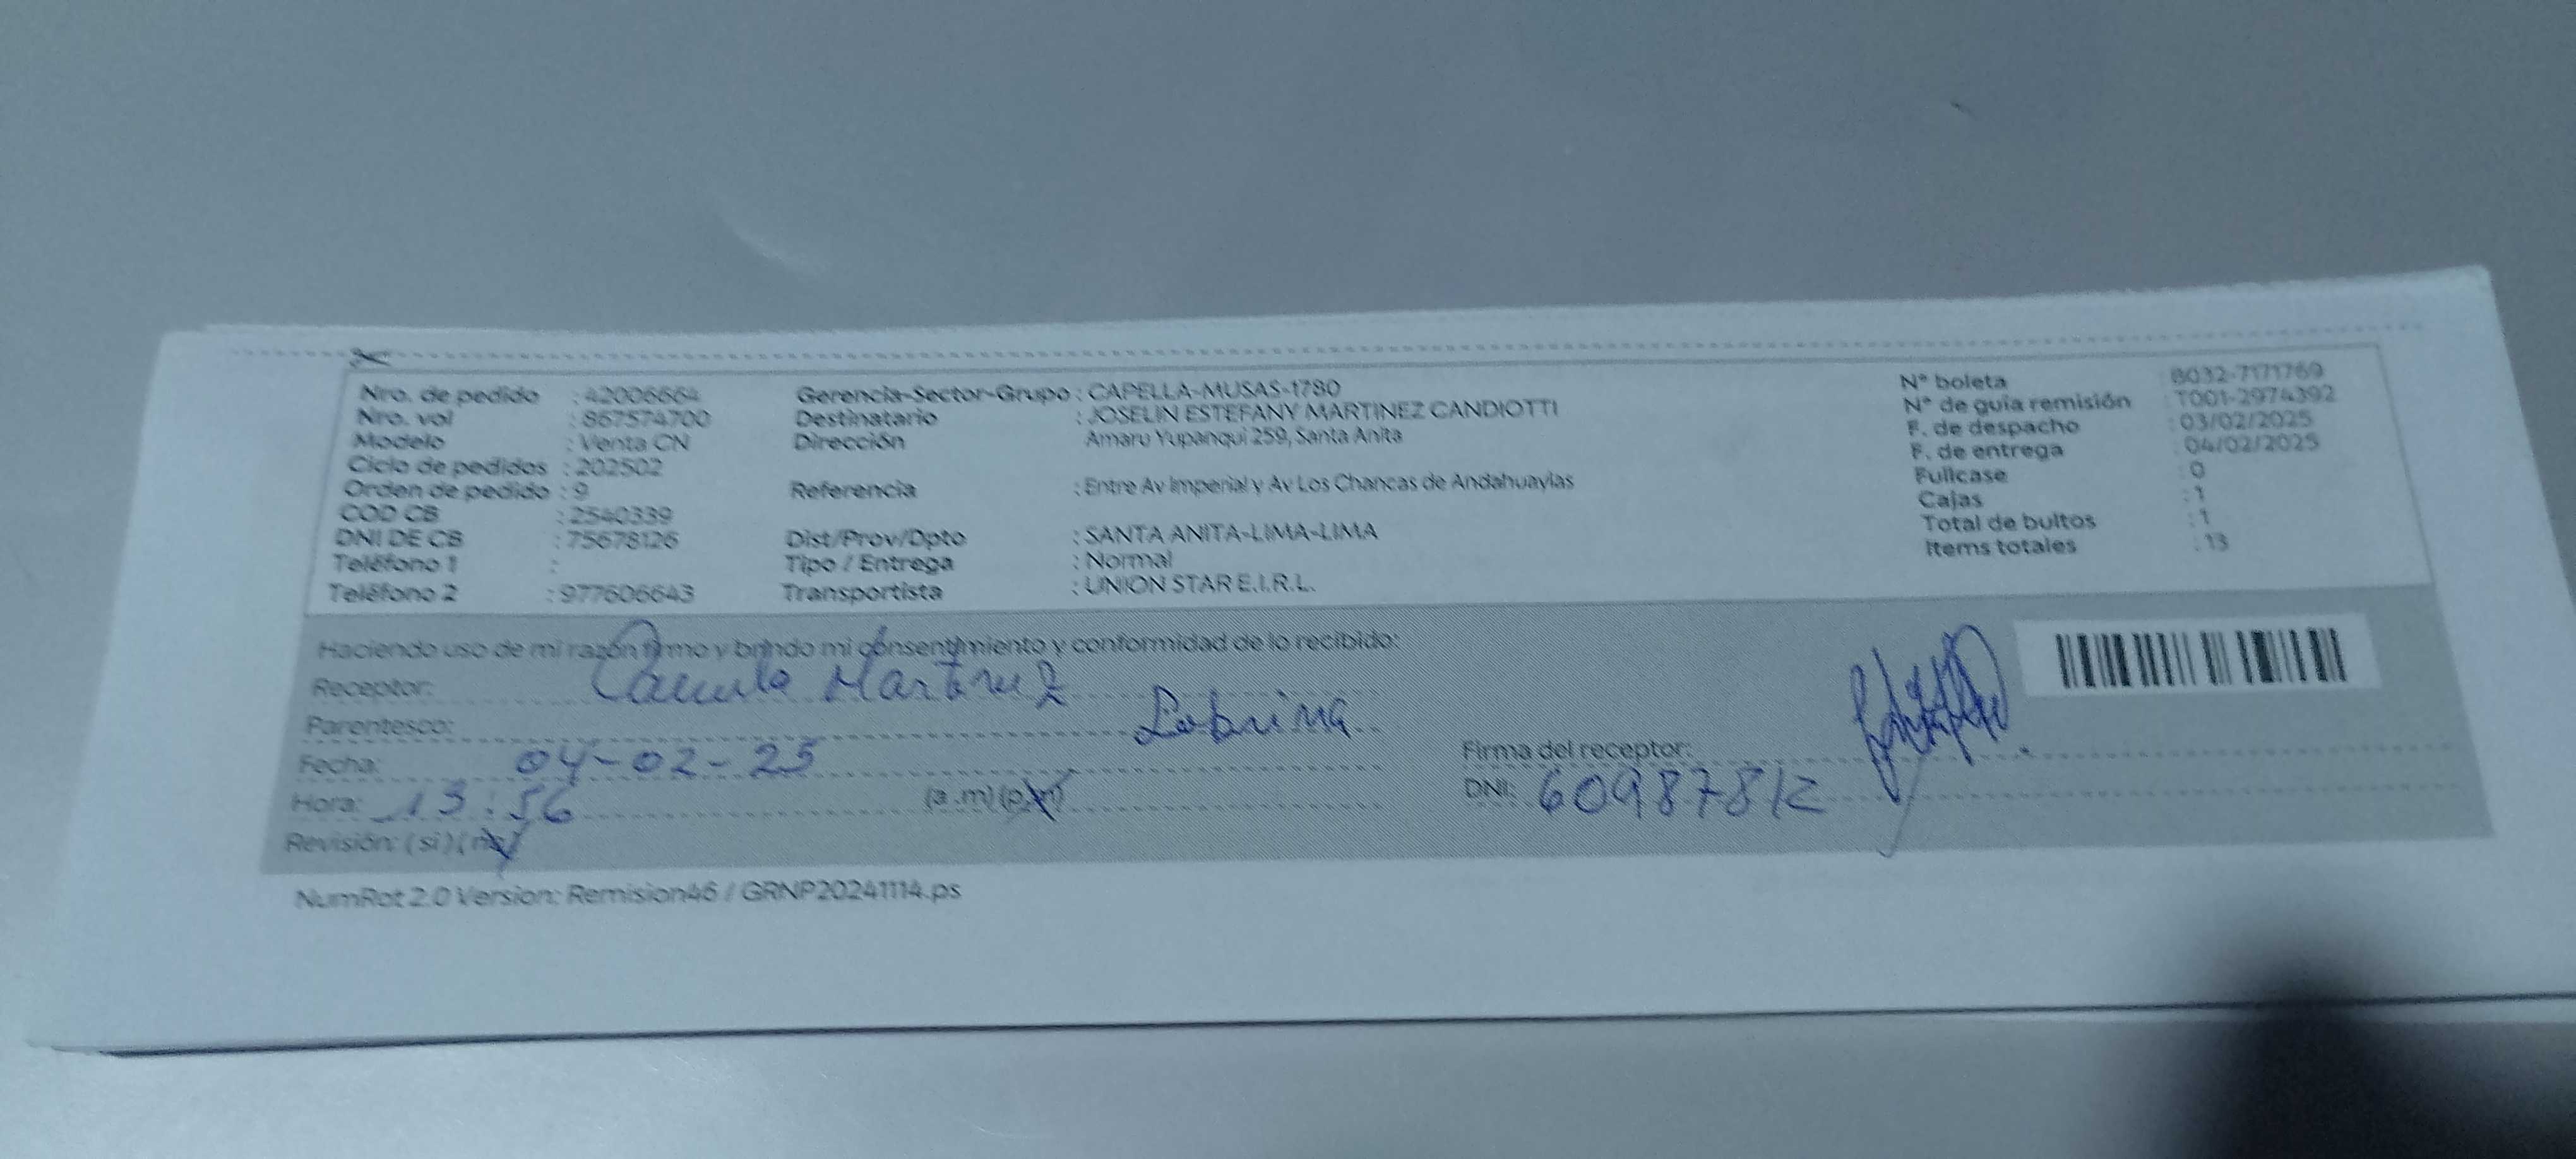 Nro. de pedido : 42006664
Nro. vol : 867574700
Modelo : Venta CN
Ciclo de pedidos : 202502
Orden de pedido : 9
COD CB : 2540339
DNI DE CB : 75678126
Teléfono 1 :
Teléfono 2 : 977606643
Gerencia-Sector-Grupo : CAPELLA-MUSAS-1780
Destinatario : JOSELIN ESTEFANY MARTINEZ CANDIOTTI
Dirección Amaru Yupanqui 259, Santa Anita
Referencia : Entre Av Imperial y Av Los Chancas de Andahuaylas
Dist/Prov/Dpto : SANTA ANITA-LIMA-LIMA
Tipo / Entrega : Normal
Transportista : UNION STAR E.I.R.L.
N° boleta : B032-7171769
N° de guia remisión : T001-2974392
F. de despacho : 03/02/2025
F. de entrega : 04/02/2025
Fullcase : 0
Cajas : 1
Total de bultos : 1
Items totales : 13
Haciendo uso de mi razón firmo y brindo mi consentimiento y conformidad de lo recibido:
Receptor: Camila Martinez
Parentesco: Sobrina
Fecha: 04-02-25
Hora: 13:56 (a.m)(p.m)
Revisión: (si)(no)
Firma del receptor:
DNI: 60987812
NumRot 2.0 Version: Remision46 / GRNP20241114.ps